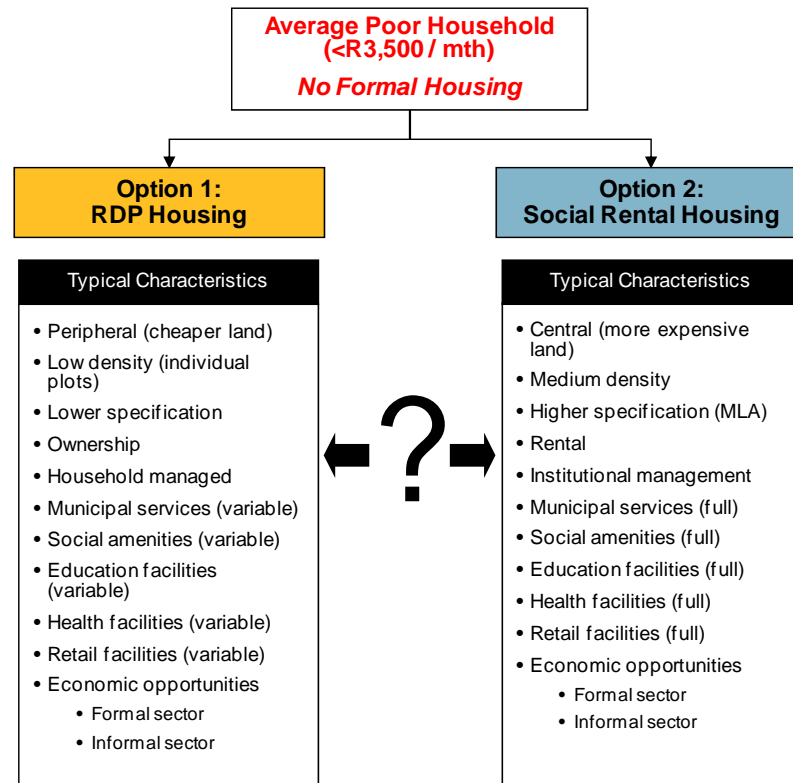 Average Poor Household
(<R3,500 / mth)
No Formal Housing
Option 1:
RDP Housing
Typical Characteristics
• Peripheral (cheaper land)
• Low density (individual
plots)
• Lower specification
• Ownership
• Household managed
• Municipal services (variable)
• Social amenities (variable)
• Education facilities
(variable)
• Health facilities (variable)
• Retail facilities (variable)
• Economic opportunities
• Formal sector
• Informal sector
?
Option 2:
Social Rental Housing
Typical Characteristics
• Central (more expensive
land)
• Medium density
• Higher specification (MLA)
• Rental
• Institutional management
• Municipal services (full)
• Social amenities (full)
• Education facilities (full)
• Health facilities (full)
• Retail facilities (full)
• Economic opportunities
• Formal sector
• Informal sector